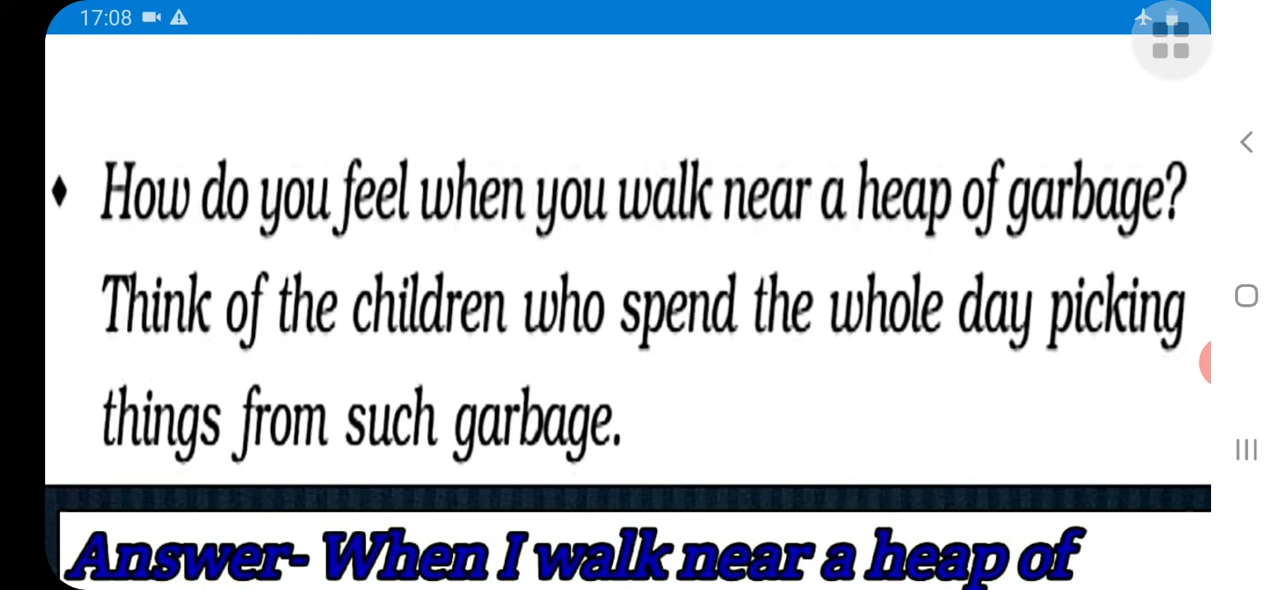 17:08
♦ How do you feel when you walk near a heap of garbage?
Think of the children who spend the whole day picking
things from such garbage.
Answer- When I walk near a heap of